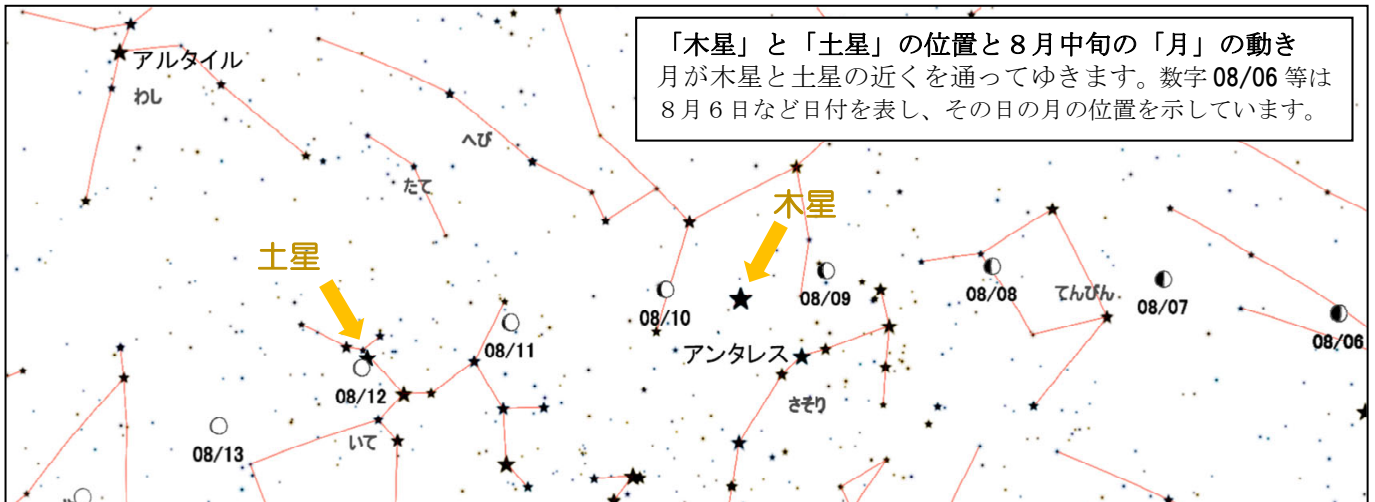 「木星」と「土星」の位置と８月中旬の「月」の動き
月が木星と土星の近くを通ってゆきます。数字 08/06 等は
８月６日など日付を表し、その日の月の位置を示しています。
アルタイル
わし
へび
たて
木星
土星
08/10
08/09
08/08
てんびん
08/07
08/06
08/11
アンタレス
08/12
さそり
いて
08/13